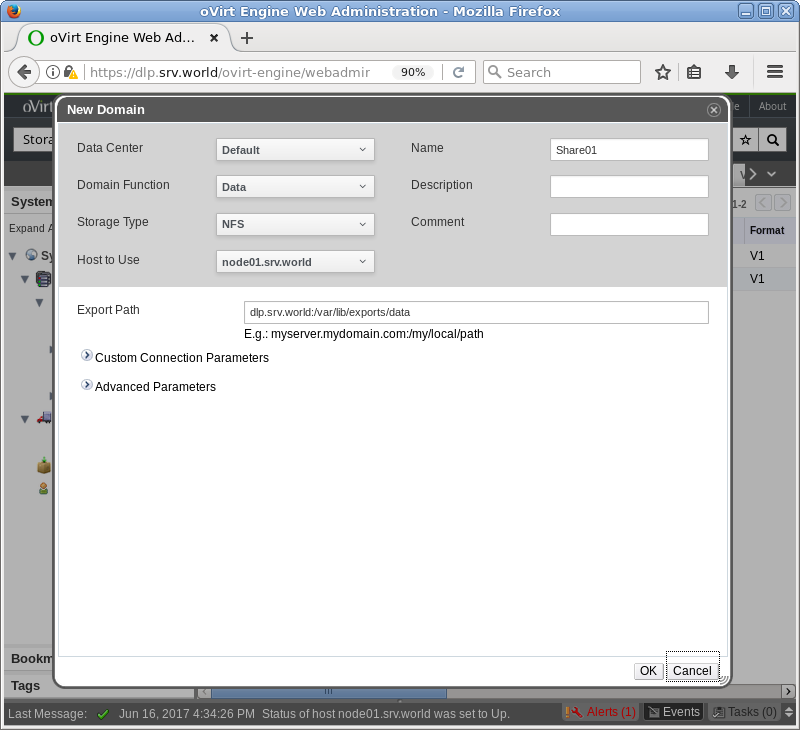 oVirt Engine Web Administration - Mozilla Firefox
oVirt Engine Web Ad...
https://dlp.srv.world/ovirt-engine/webadmir
90%
Search
oVirt
About
New Domain
Stora
Data Center
Default
Name
Share01
Domain Function
Data
Description
Storage Type
NFS
Comment
Host to Use
node01.srv.world
System
1-2
Expand A
Format
Sy
V1
V1
Export Path
dlp.srv.world:/var/lib/exports/data
E.g.: myserver.mydomain.com:/my/local/path
Custom Connection Parameters
Advanced Parameters
Bookm
Tags
OK
Cancel
Last Message:
Jun 16, 2017 4:34:26 PM
Status of host node01.srv.world was set to Up.
Alerts (1)
Events
Tasks (0)